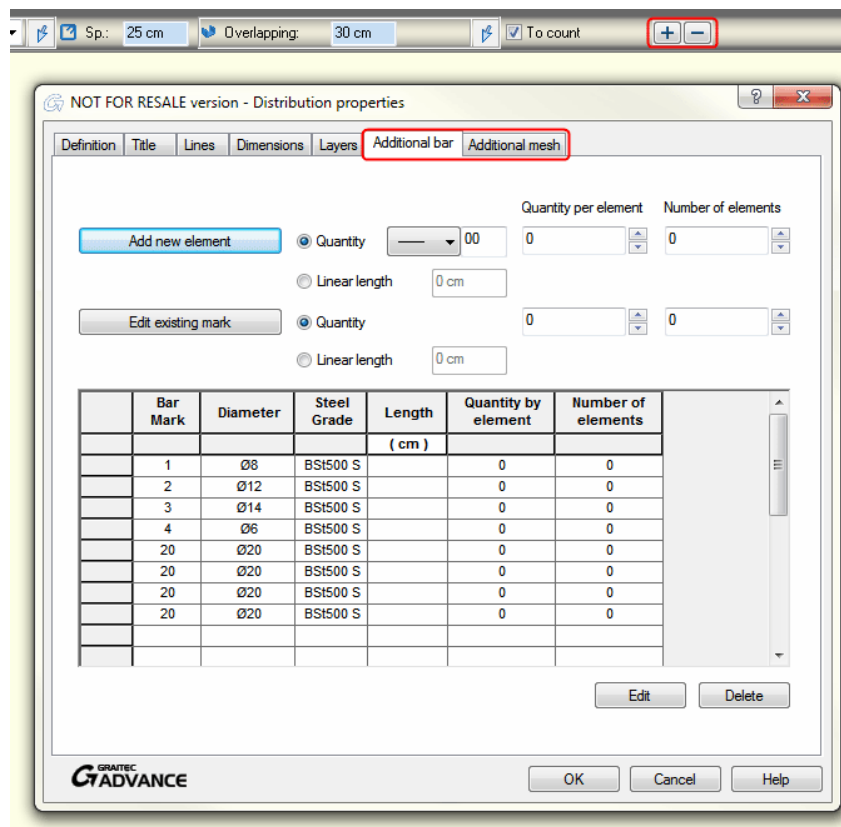 Sp.: 25 cm Overlapping: 30 cm To count + −
NOT FOR RESALE version - Distribution properties ? X
Definition Title Lines Dimensions Layers Additional bar Additional mesh
Quantity per element Number of elements
Add new element Quantity 00 0 0
Linear length 0 cm
Edit existing mark Quantity 0 0
Linear length 0 cm
Bar Mark Diameter Steel Grade Length Quantity by element Number of elements
( cm )
1 Ø8 BSt500 S 0 0
2 Ø12 BSt500 S 0 0
3 Ø14 BSt500 S 0 0
4 Ø6 BSt500 S 0 0
20 Ø20 BSt500 S 0 0
20 Ø20 BSt500 S 0 0
20 Ø20 BSt500 S 0 0
20 Ø20 BSt500 S 0 0
Edit Delete
GRAITEC
ADVANCE OK Cancel Help